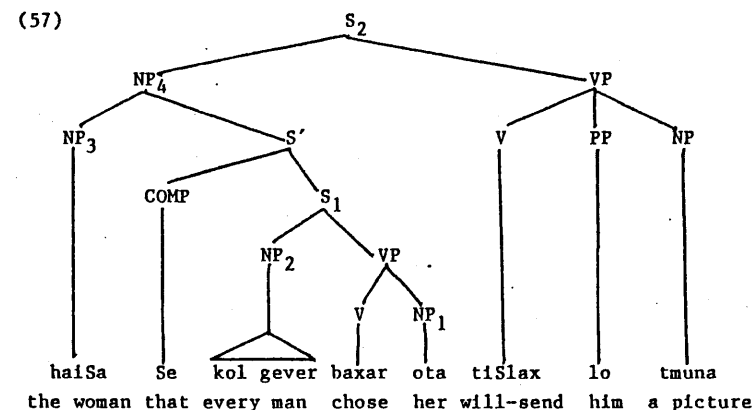 (57)
S2
NP4 VP
NP3 S′ V PP NP
COMP S1
NP2 VP
V NP1
haiSa Se kol gever baxar ota tiSlax lo tmuna
the woman that every man chose her will-send him a picture